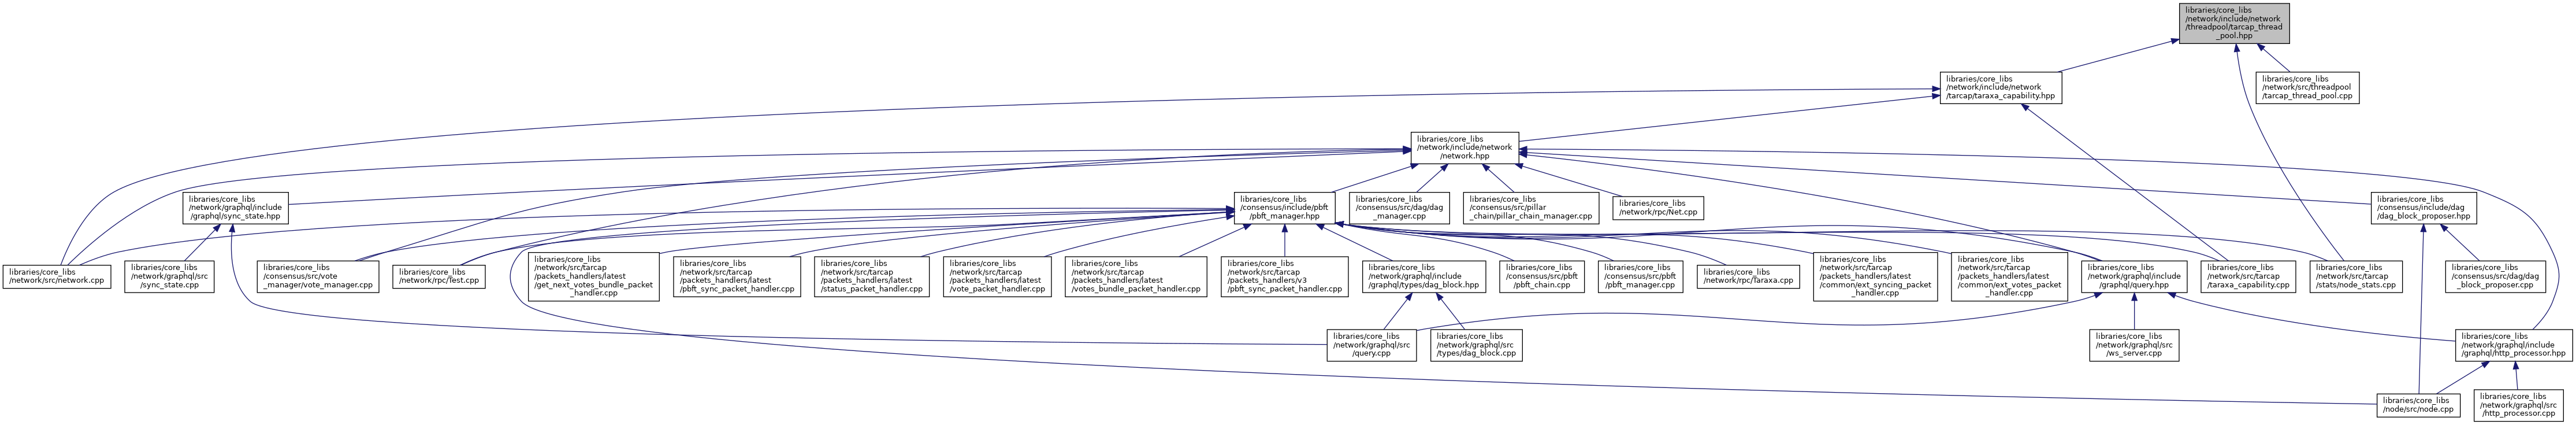 libraries/core_libs
/network/include/network
/threadpool/tarcap_thread
_pool.hpp
libraries/core_libs
/network/include/network
/tarcap/taraxa_capability.hpp
libraries/core_libs
/network/src/threadpool
/tarcap_thread_pool.cpp
libraries/core_libs
/network/include/network
/network.hpp
libraries/core_libs
/network/graphql/include
/graphql/sync_state.hpp
libraries/core_libs
/consensus/include/pbft
/pbft_manager.hpp
libraries/core_libs
/consensus/src/dag/dag
_manager.cpp
libraries/core_libs
/consensus/src/pillar
_chain/pillar_chain_manager.cpp
libraries/core_libs
/network/rpc/Net.cpp
libraries/core_libs
/consensus/include/dag
/dag_block_proposer.hpp
libraries/core_libs
/network/src/network.cpp
libraries/core_libs
/network/graphql/src
/sync_state.cpp
libraries/core_libs
/consensus/src/vote
_manager/vote_manager.cpp
libraries/core_libs
/network/rpc/Test.cpp
libraries/core_libs
/network/src/tarcap
/packets_handlers/latest
/get_next_votes_bundle_packet
_handler.cpp
libraries/core_libs
/network/src/tarcap
/packets_handlers/latest
/pbft_sync_packet_handler.cpp
libraries/core_libs
/network/src/tarcap
/packets_handlers/latest
/status_packet_handler.cpp
libraries/core_libs
/network/src/tarcap
/packets_handlers/latest
/vote_packet_handler.cpp
libraries/core_libs
/network/src/tarcap
/packets_handlers/latest
/votes_bundle_packet_handler.cpp
libraries/core_libs
/network/src/tarcap
/packets_handlers/v3
/pbft_sync_packet_handler.cpp
libraries/core_libs
/network/graphql/include
/graphql/types/dag_block.hpp
libraries/core_libs
/consensus/src/pbft
/pbft_chain.cpp
libraries/core_libs
/consensus/src/pbft
/pbft_manager.cpp
libraries/core_libs
/network/rpc/Taraxa.cpp
libraries/core_libs
/network/src/tarcap
/packets_handlers/latest
/common/ext_syncing_packet
_handler.cpp
libraries/core_libs
/network/src/tarcap
/packets_handlers/latest
/common/ext_votes_packet
_handler.cpp
libraries/core_libs
/network/graphql/include
/graphql/query.hpp
libraries/core_libs
/network/src/tarcap
/taraxa_capability.cpp
libraries/core_libs
/network/src/tarcap
/stats/node_stats.cpp
libraries/core_libs
/consensus/src/dag/dag
_block_proposer.cpp
libraries/core_libs
/network/graphql/src
/query.cpp
libraries/core_libs
/network/graphql/src
/types/dag_block.cpp
libraries/core_libs
/network/graphql/src
/ws_server.cpp
libraries/core_libs
/network/graphql/include
/graphql/http_processor.hpp
libraries/core_libs
/node/src/node.cpp
libraries/core_libs
/network/graphql/src
/http_processor.cpp